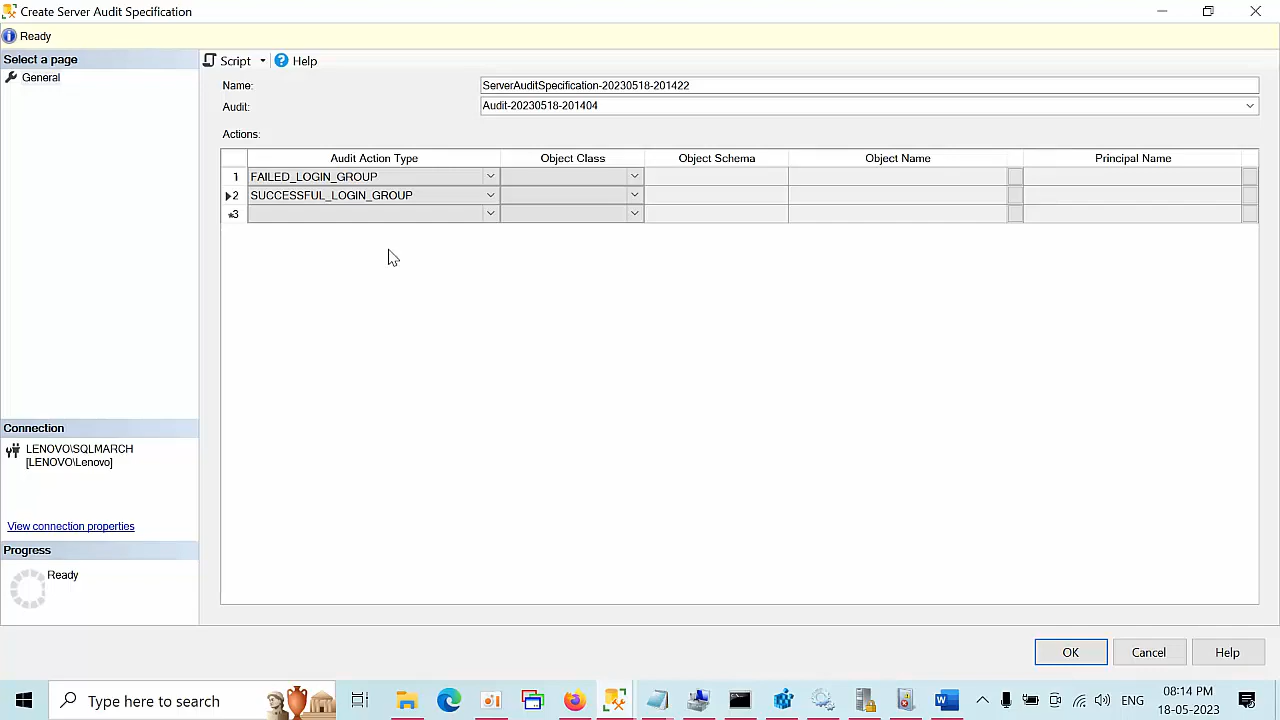 Create Server Audit Specification
Ready
Select a page
General
Script
Help
Name:
ServerAuditSpecification-20230518-201422
Audit:
Audit-20230518-201404
Actions:
Audit Action Type Object Class Object Schema Object Name Principal Name
1 FAILED_LOGIN_GROUP
2 SUCCESSFUL_LOGIN_GROUP
*3
Connection
LENOVO\SQLMARCH
[LENOVO\Lenovo]
View connection properties
Progress
Ready
OK
Cancel
Help
Type here to search
ENG
08:14 PM
18-05-2023